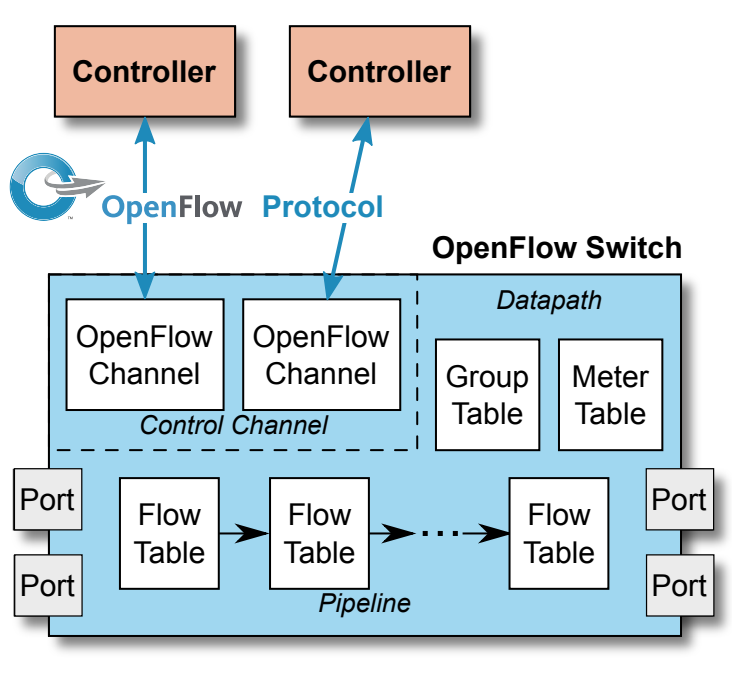 Controller Controller
OpenFlow Protocol
OpenFlow Switch
Datapath
OpenFlow
Channel
OpenFlow
Channel
Control Channel
Group
Table
Meter
Table
Port
Port
Flow
Table
Flow
Table
...
Flow
Table
Pipeline
Port
Port